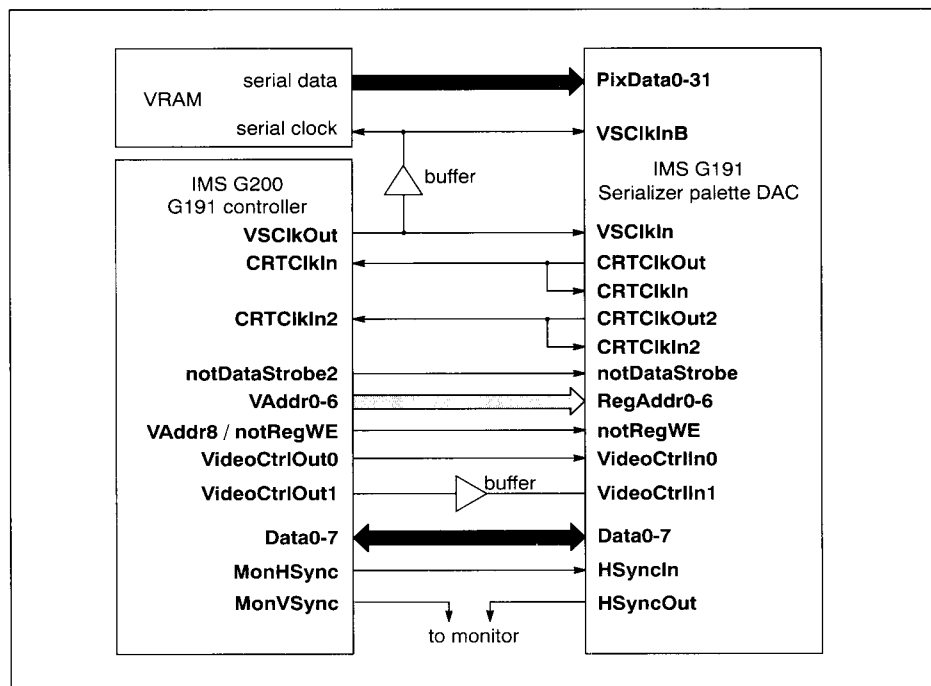 serial data
PixData0-31
VRAM
serial clock
VSClkInB
buffer
IMS G200
G191 controller
IMS G191
Serializer palette DAC
VSClkOut
VSClkIn
CRTClkIn
CRTClkOut
CRTClkIn
CRTClkIn2
CRTClkOut2
CRTClkIn2
notDataStrobe2
notDataStrobe
VAddr0-6
RegAddr0-6
VAddr8 / notRegWE
notRegWE
VideoCtrlOut0
VideoCtrlIn0
buffer
VideoCtrlOut1
VideoCtrlIn1
Data0-7
Data0-7
MonHSync
HSyncIn
MonVSync
HSyncOut
to monitor